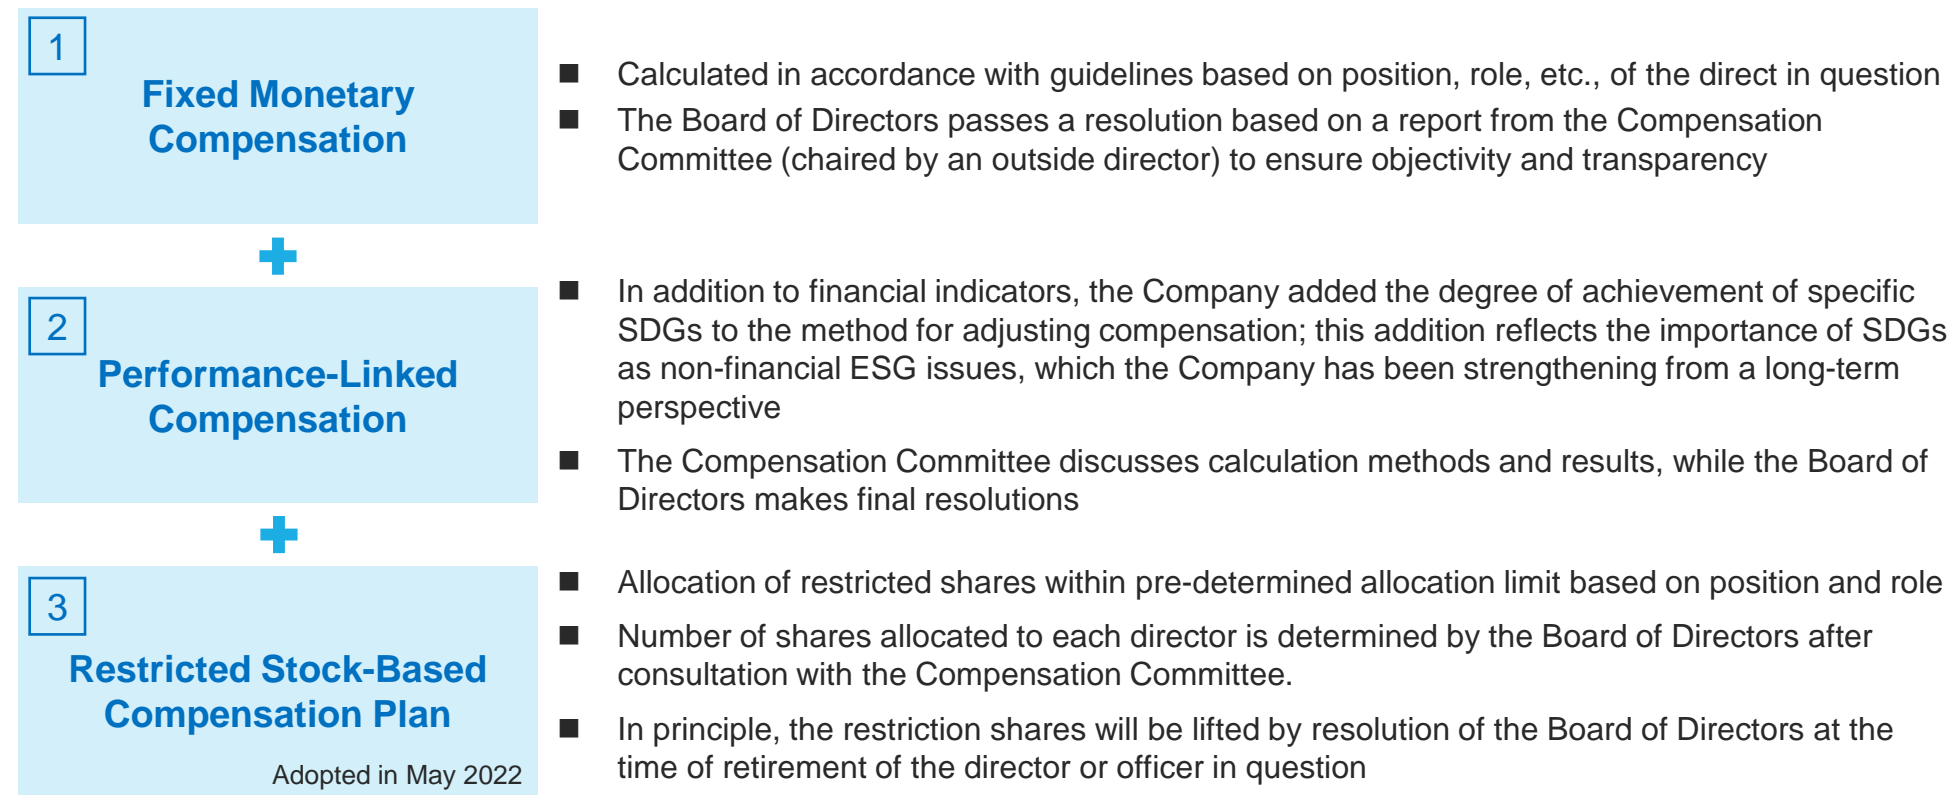 1
Fixed Monetary
Compensation
■ Calculated in accordance with guidelines based on position, role, etc., of the direct in question
■ The Board of Directors passes a resolution based on a report from the Compensation
Committee (chaired by an outside director) to ensure objectivity and transparency
2
Performance-Linked
Compensation
■ In addition to financial indicators, the Company added the degree of achievement of specific
SDGs to the method for adjusting compensation; this addition reflects the importance of SDGs
as non-financial ESG issues, which the Company has been strengthening from a long-term
perspective
■ The Compensation Committee discusses calculation methods and results, while the Board of
Directors makes final resolutions
3
Restricted Stock-Based
Compensation Plan
Adopted in May 2022
■ Allocation of restricted shares within pre-determined allocation limit based on position and role
■ Number of shares allocated to each director is determined by the Board of Directors after
consultation with the Compensation Committee.
■ In principle, the restriction shares will be lifted by resolution of the Board of Directors at the
time of retirement of the director or officer in question